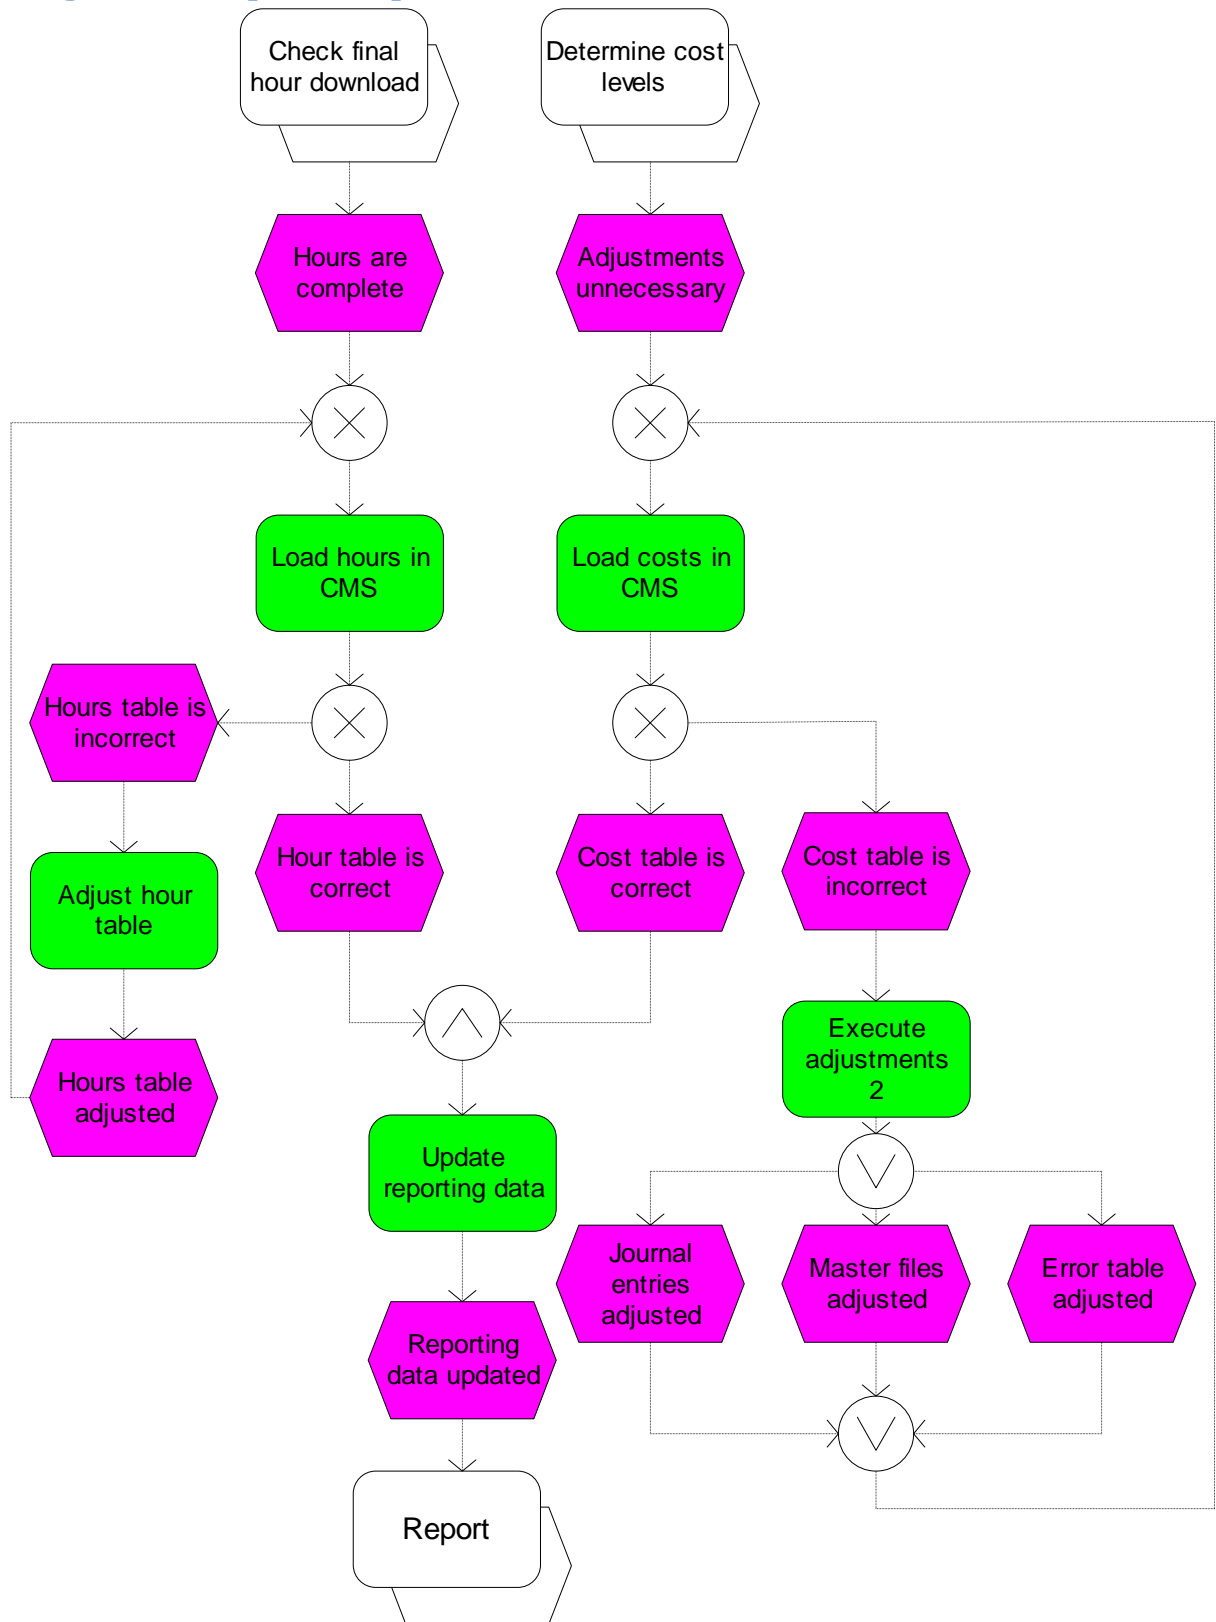 Check final
hour download
Determine cost
levels
Hours are
complete
Adjustments
unnecessary
Load hours in
CMS
Load costs in
CMS
Hours table is
incorrect
Hour table is
correct
Cost table is
correct
Cost table is
incorrect
Adjust hour
table
Execute
adjustments
2
Hours table
adjusted
Update
reporting data
Journal
entries
adjusted
Master files
adjusted
Error table
adjusted
Reporting
data updated
Report